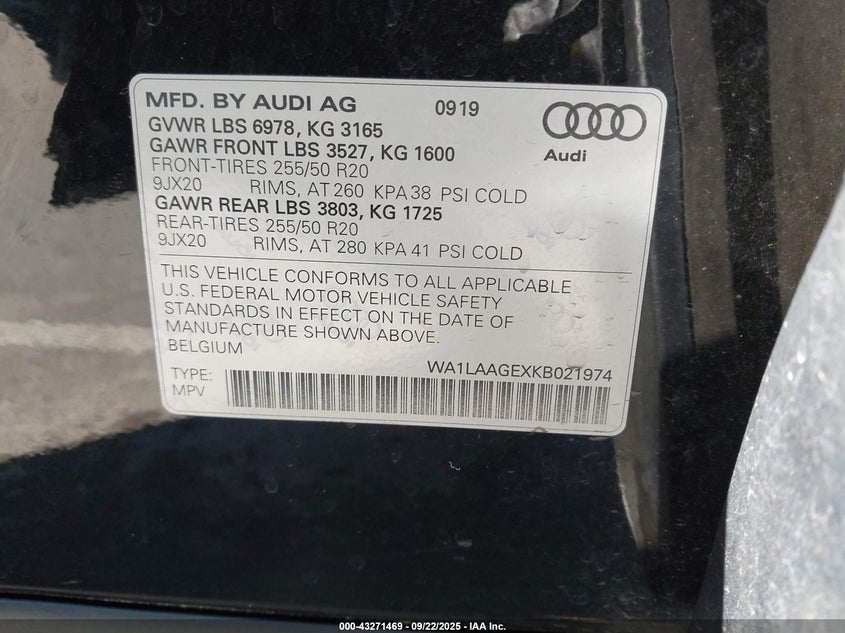 MFD. BY AUDI AG 0919
GVWR LBS 6978, KG 3165
GAWR FRONT LBS 3527, KG 1600
Audi
FRONT-TIRES 255/50 R20
9JX20 RIMS, AT 260 KPA 38 PSI COLD
GAWR REAR LBS 3803, KG 1725
REAR-TIRES 255/50 R20
9JX20 RIMS, AT 280 KPA 41 PSI COLD
THIS VEHICLE CONFORMS TO ALL APPLICABLE
U.S. FEDERAL MOTOR VEHICLE SAFETY
STANDARDS IN EFFECT ON THE DATE OF
MANUFACTURE SHOWN ABOVE.
BELGIUM
WA1LAAGEXKB021974
TYPE:
MPV
000-43271469 - 09/22/2025 - IAA Inc.